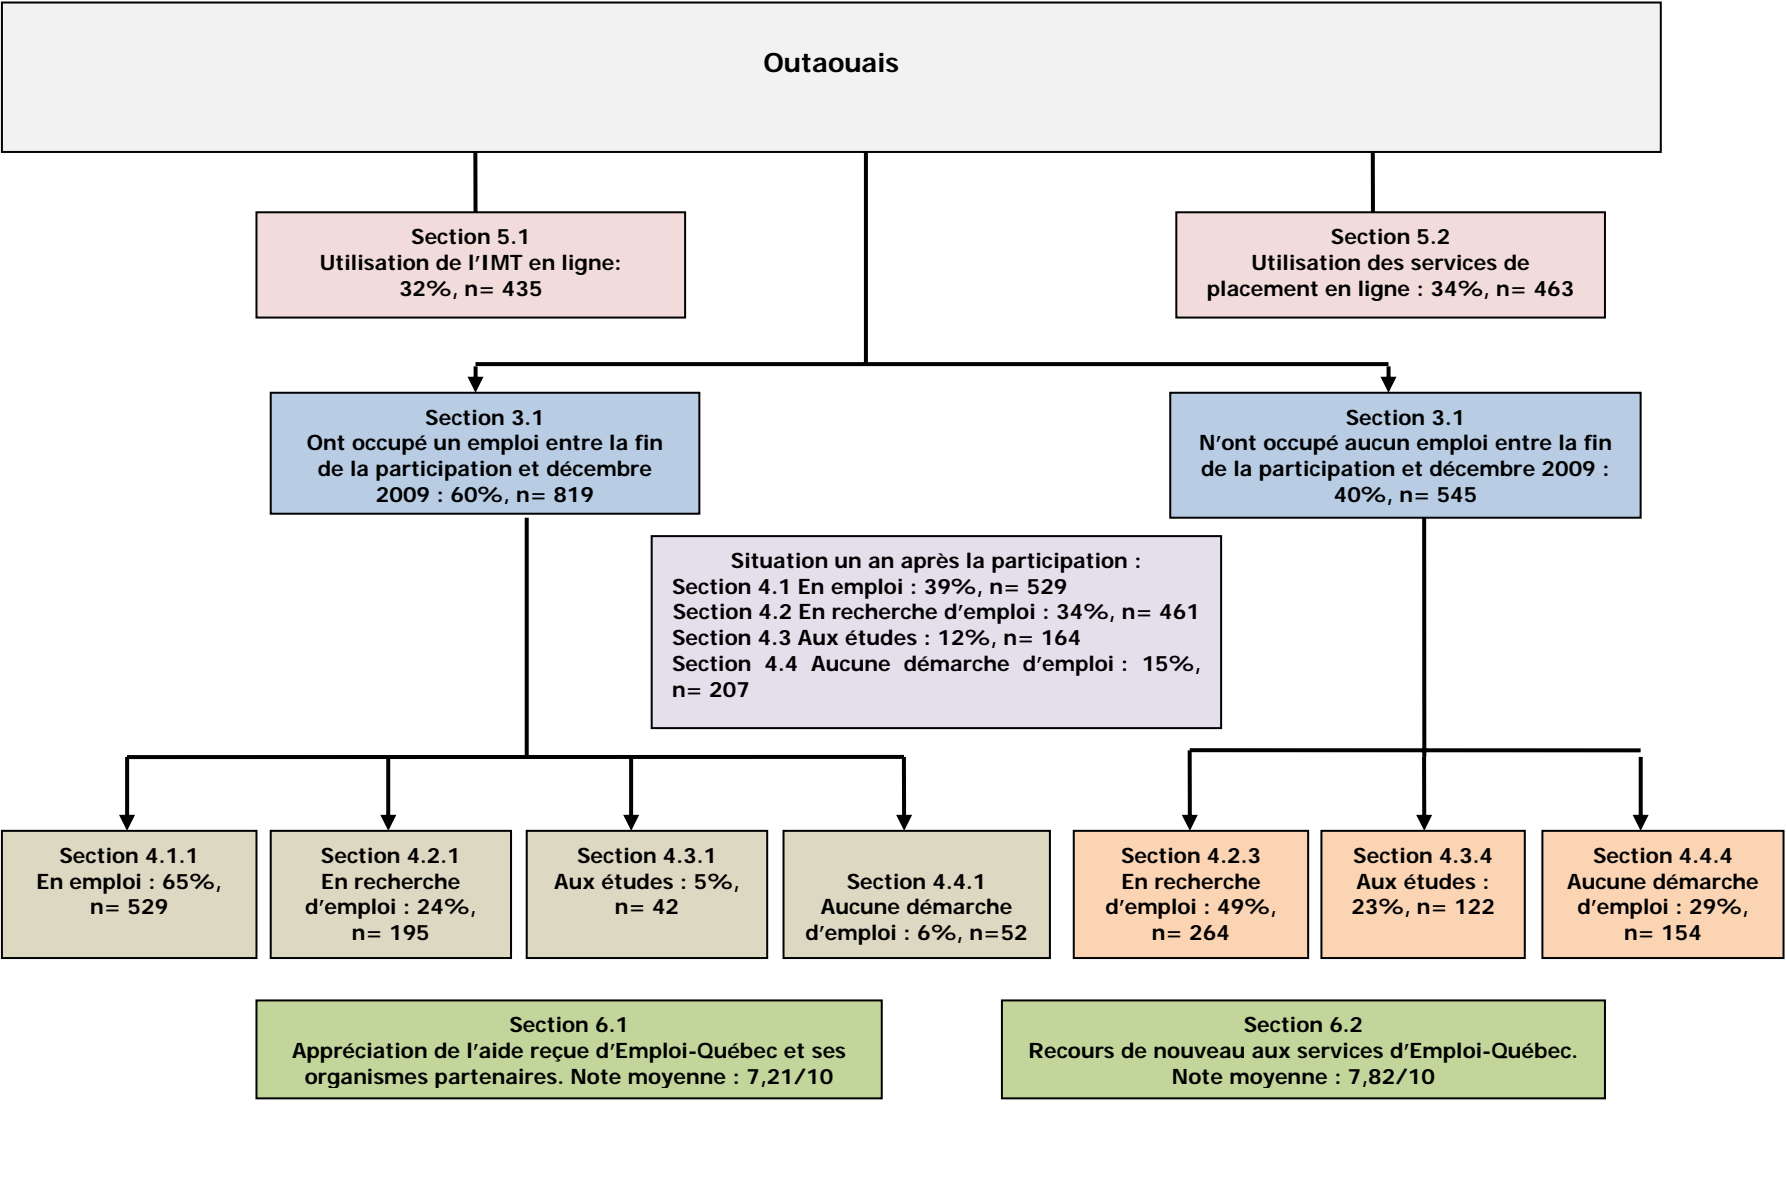 Outaouais
Section 5.1
Utilisation de l'IMT en ligne:
32%, n= 435
Section 5.2
Utilisation des services de
placement en ligne : 34%, n= 463
Section 3.1
Ont occupé un emploi entre la fin
de la participation et décembre
2009 : 60%, n= 819
Section 3.1
N'ont occupé aucun emploi entre la fin
de la participation et décembre 2009 :
40%, n= 545
Situation un an après la participation :
Section 4.1 En emploi : 39%, n= 529
Section 4.2 En recherche d'emploi : 34%, n= 461
Section 4.3 Aux études : 12%, n= 164
Section 4.4 Aucune démarche d'emploi : 15%,
n= 207
Section 4.1.1
En emploi : 65%,
n= 529
Section 4.2.1
En recherche
d'emploi : 24%,
n= 195
Section 4.3.1
Aux études : 5%,
n= 42
Section 4.4.1
Aucune démarche
d'emploi : 6%, n=52
Section 4.2.3
En recherche
d'emploi : 49%,
n= 264
Section 4.3.4
Aux études :
23%, n= 122
Section 4.4.4
Aucune démarche
d'emploi : 29%,
n= 154
Section 6.1
Appréciation de l'aide reçue d'Emploi-Québec et ses
organismes partenaires. Note moyenne : 7,21/10
Section 6.2
Recours de nouveau aux services d'Emploi-Québec.
Note moyenne : 7,82/10